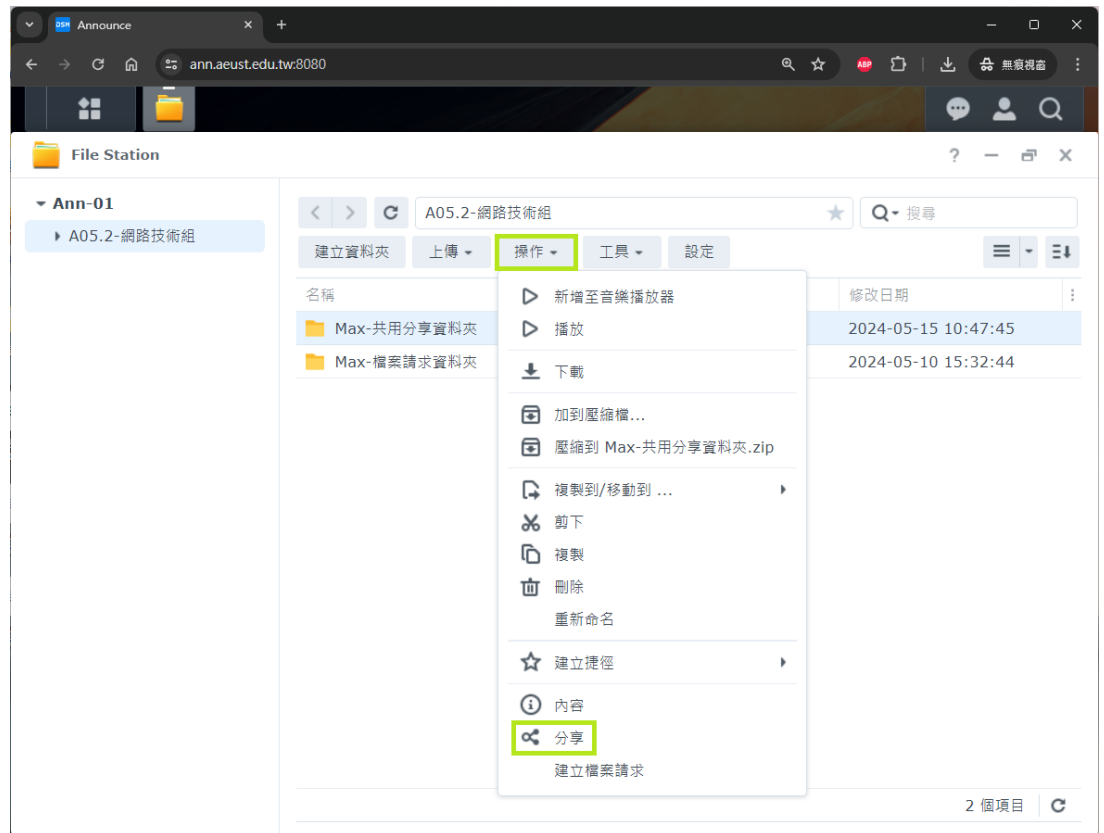 DSM Announce
ann.aeust.edu.tw:8080
ABP
無痕視窗
File Station
Ann-01
A05.2-網路技術組
A05.2-網路技術組
搜尋
建立資料夾 上傳 操作 工具 設定
名稱 修改日期
Max-共用分享資料夾 2024-05-15 10:47:45
Max-檔案請求資料夾 2024-05-10 15:32:44
新增至音樂播放器
播放
下載
加到壓縮檔...
壓縮到 Max-共用分享資料夾.zip
複製到/移動到 ...
剪下
複製
刪除
重新命名
建立捷徑
內容
分享
建立檔案請求
2 個項目